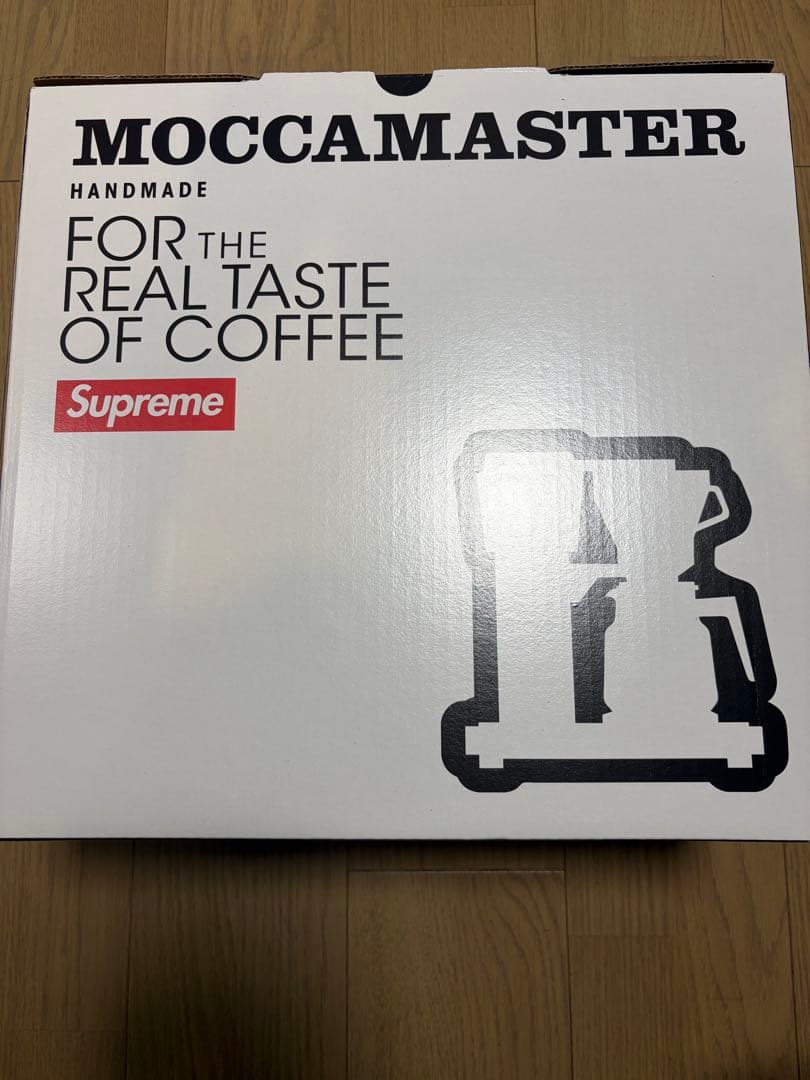 MOCCAMASTER
HANDMADE
FOR THE
REAL TASTE
OF COFFEE
Supreme